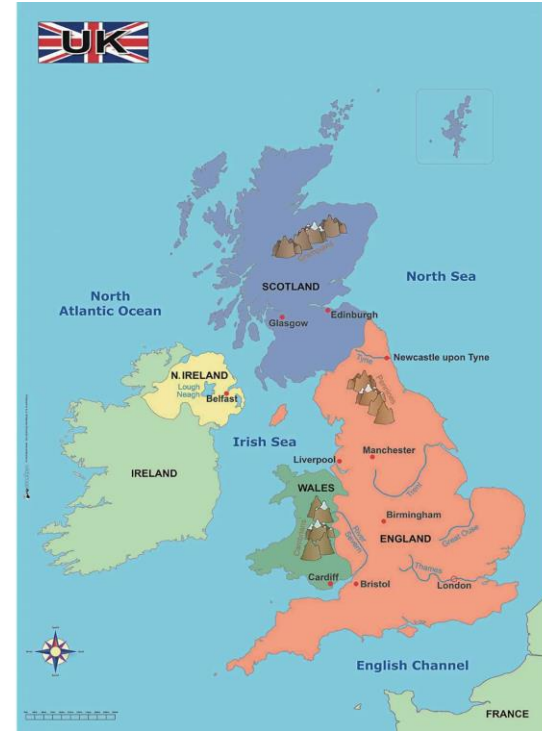 UK
North Sea
SCOTLAND
North
Atlantic Ocean
Edinburgh
Glasgow
Newcastle upon Tyne
Tyne
Pennines
N.IRELAND
Lough
Neagh
Belfast
Irish Sea
Manchester
Liverpool
IRELAND
WALES
Trent
Birmingham
River
Severn
ENGLAND
Great Ouse
Thames
London
Cardiff
Bristol
English Channel
FRANCE